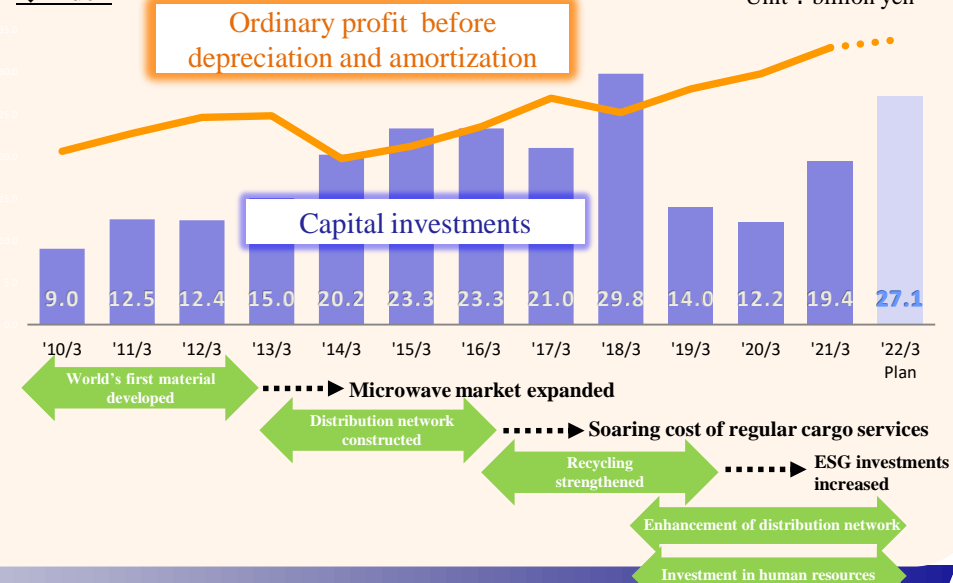 Unit : billion yen
Ordinary profit before
depreciation and amortization
Capital investments
9.0 12.5 12.4 15.0 20.2 23.3 23.3 21.0 29.8 14.0 12.2 19.4 27.1
'10/3 '11/3 '12/3 '13/3 '14/3 '15/3 '16/3 '17/3 '18/3 '19/3 '20/3 '21/3 '22/3
Plan
World's first material
developed
Microwave market expanded
Distribution network
constructed
Soaring cost of regular cargo services
Recycling
strengthened
ESG investments
increased
Enhancement of distribution network
Investment in human resources